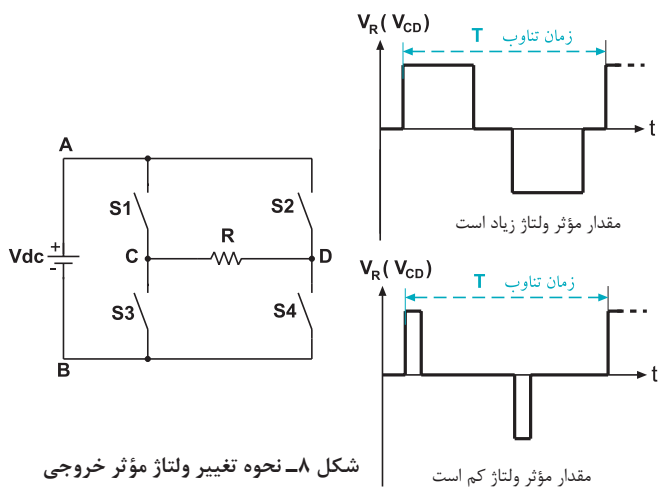 V_R ( V_CD )
زمان تناوب T
t
مقدار مؤثر ولتاژ زیاد است
A
S1
S2
R
Vdc
+
-
C
D
S3
S4
B
V_R ( V_CD )
زمان تناوب T
t
مقدار مؤثر ولتاژ کم است
شکل ۸ــ نحوه تغییر ولتاژ مؤثر خروجی